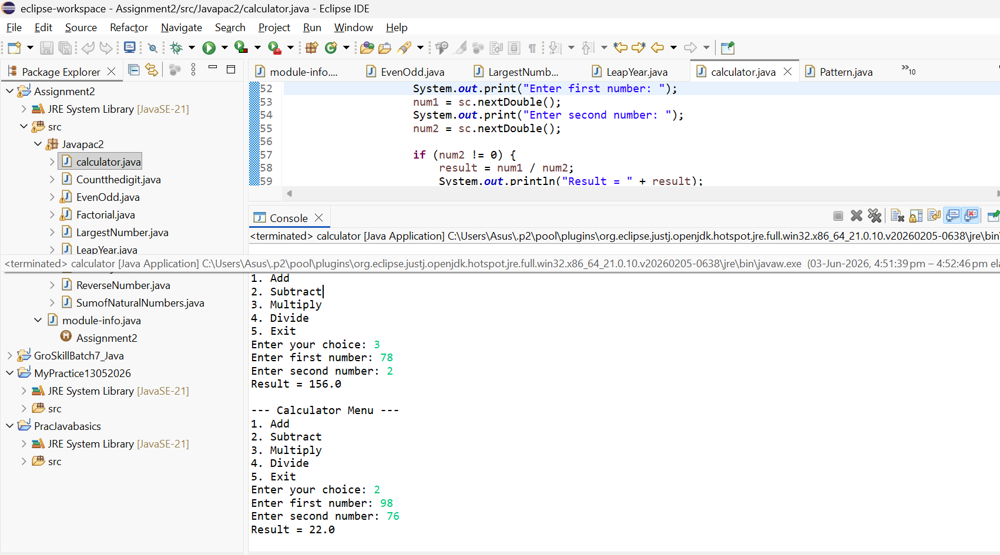 eclipse-workspace - Assignment2/src/Javapac2/calculator.java - Eclipse IDE
File Edit Source Refactor Navigate Search Project Run Window Help
Package Explorer
Assignment2
JRE System Library [JavaSE-21]
src
Javapac2
calculator.java
Countthedigit.java
EvenOdd.java
Factorial.java
LargestNumber.java
LeapYear.java
ReverseNumber.java
SumofNaturalNumbers.java
module-info.java
Assignment2
GroSkillBatch7_Java
MyPractice13052026
JRE System Library [JavaSE-21]
src
PracJavabasics
JRE System Library [JavaSE-21]
src
module-info.... EvenOdd.java LargestNumb... LeapYear.java calculator.java Pattern.java »10
52 System.out.print("Enter first number: ");
53 num1 = sc.nextDouble();
54 System.out.print("Enter second number: ");
55 num2 = sc.nextDouble();
56
57 if (num2 != 0) {
58 result = num1 / num2;
59 System.out.println("Result = " + result);
Console
<terminated> calculator [Java Application] C:\Users\Asus\.p2\pool\plugins\org.eclipse.justj.openjdk.hotspot.jre.full.win32.x86_64_21.0.10.v20260205-0638\jre\bin\
<terminated> calculator [Java Application] C:\Users\Asus\.p2\pool\plugins\org.eclipse.justj.openjdk.hotspot.jre.full.win32.x86_64_21.0.10.v20260205-0638\jre\bin\javaw.exe (03-Jun-2026, 4:51:39 pm – 4:52:46 pm ela
1. Add
2. Subtract
3. Multiply
4. Divide
5. Exit
Enter your choice: 3
Enter first number: 78
Enter second number: 2
Result = 156.0
--- Calculator Menu ---
1. Add
2. Subtract
3. Multiply
4. Divide
5. Exit
Enter your choice: 2
Enter first number: 98
Enter second number: 76
Result = 22.0